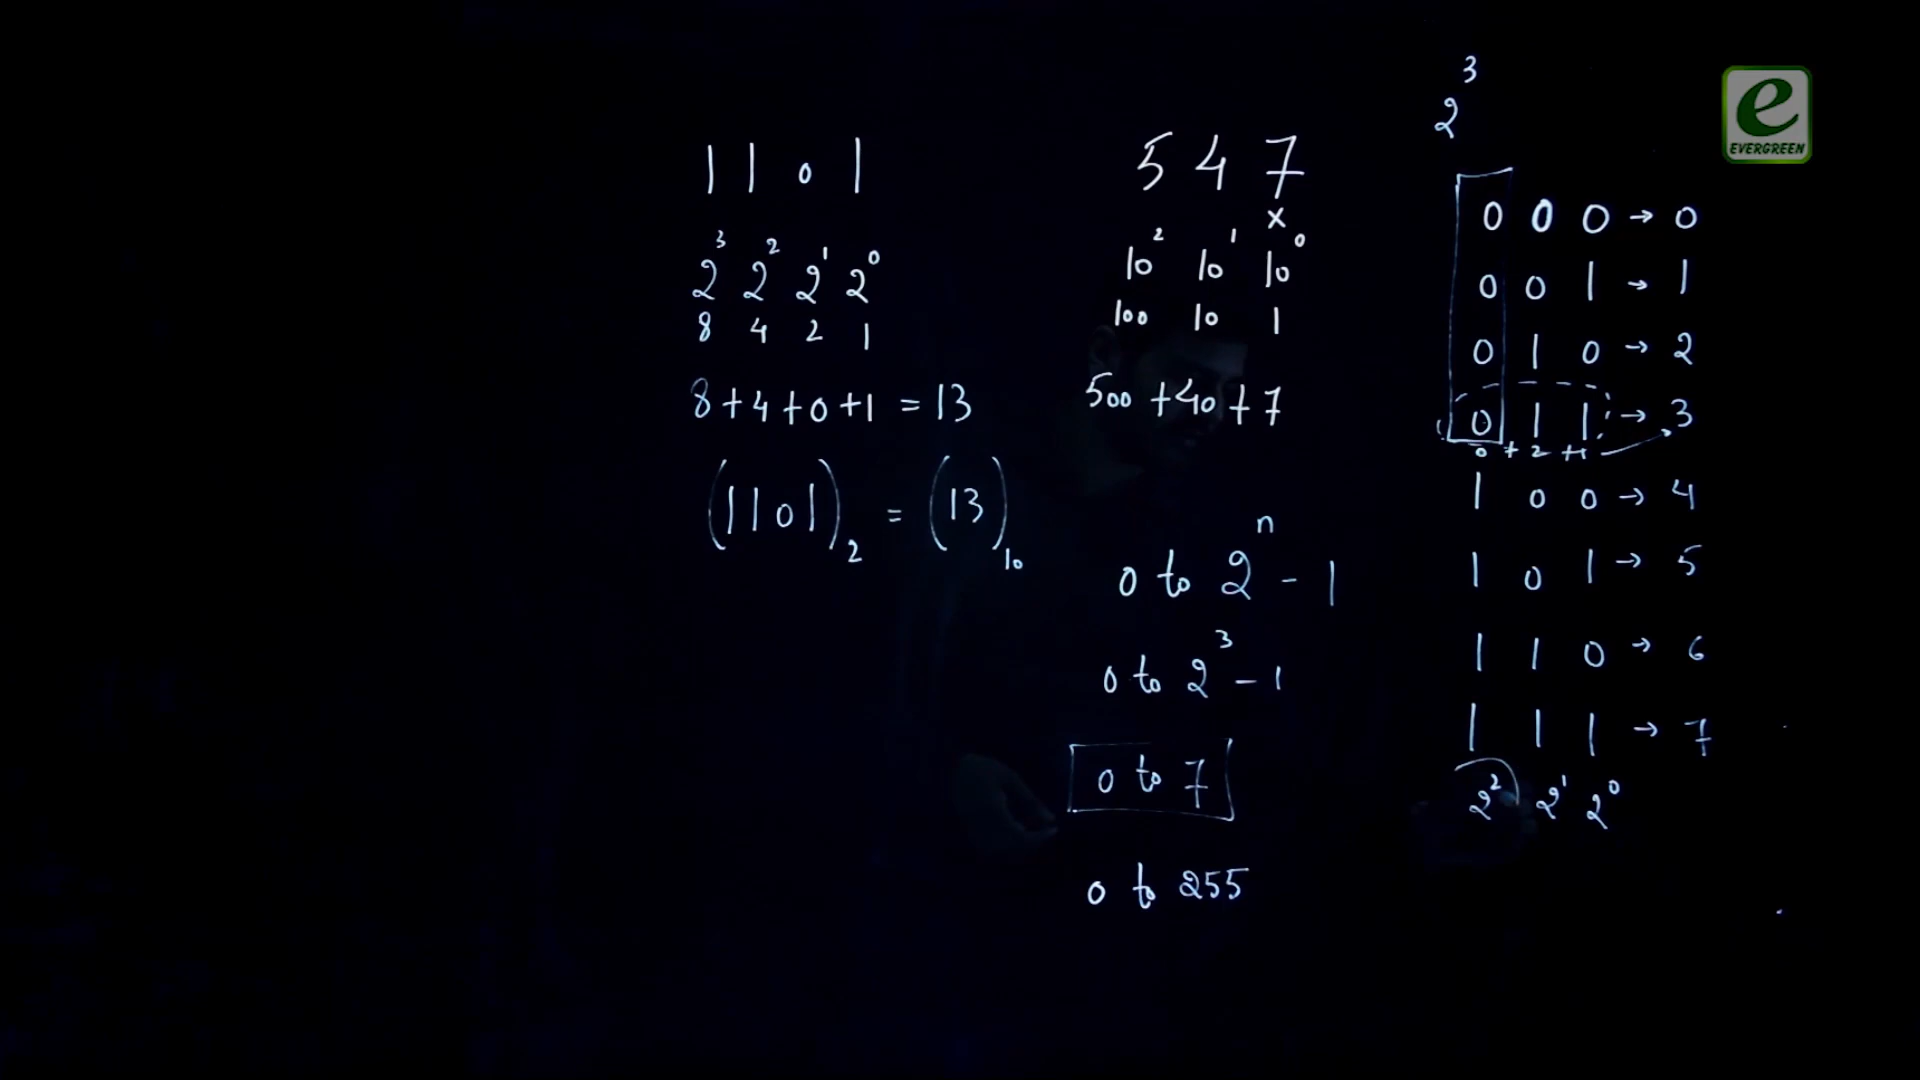 1 1 0 1
2³ 2² 2¹ 2⁰
8 4 2 1
8+4+0+1 = 13
(1101)₂ = (13)₁₀
5 4 7
x
10² 10¹ 10⁰
100 10 1
500 + 40 + 7
0 to 2ⁿ - 1
0 to 2³ - 1
0 to 7
0 to 255
2³
0 0 0 → 0
0 0 1 → 1
0 1 0 → 2
0 1 1 → 3
0 + 2 + 1
1 0 0 → 4
1 0 1 → 5
1 1 0 → 6
1 1 1 → 7
2² 2¹ 2⁰
e
EVERGREEN